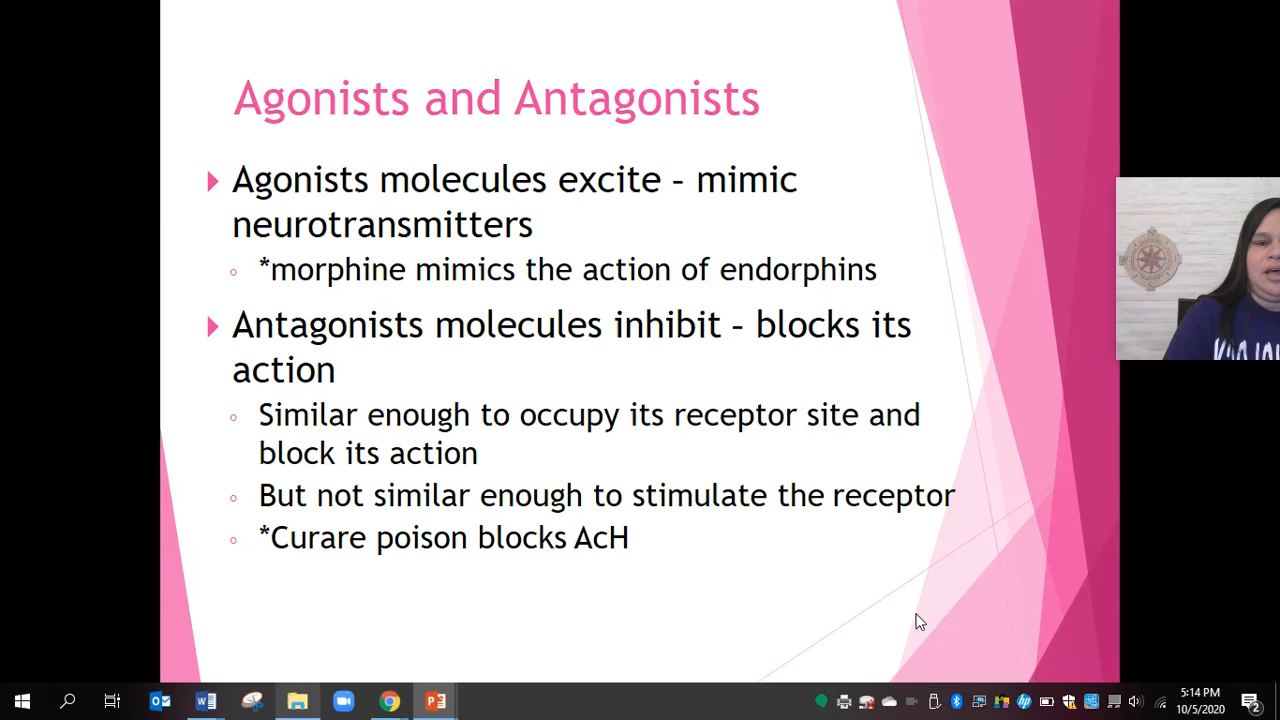 Agonists and Antagonists
Agonists molecules excite – mimic
neurotransmitters
*morphine mimics the action of endorphins
Antagonists molecules inhibit – blocks its
action
Similar enough to occupy its receptor site and
block its action
But not similar enough to stimulate the receptor
*Curare poison blocks AcH
5:14 PM
10/5/2020
2